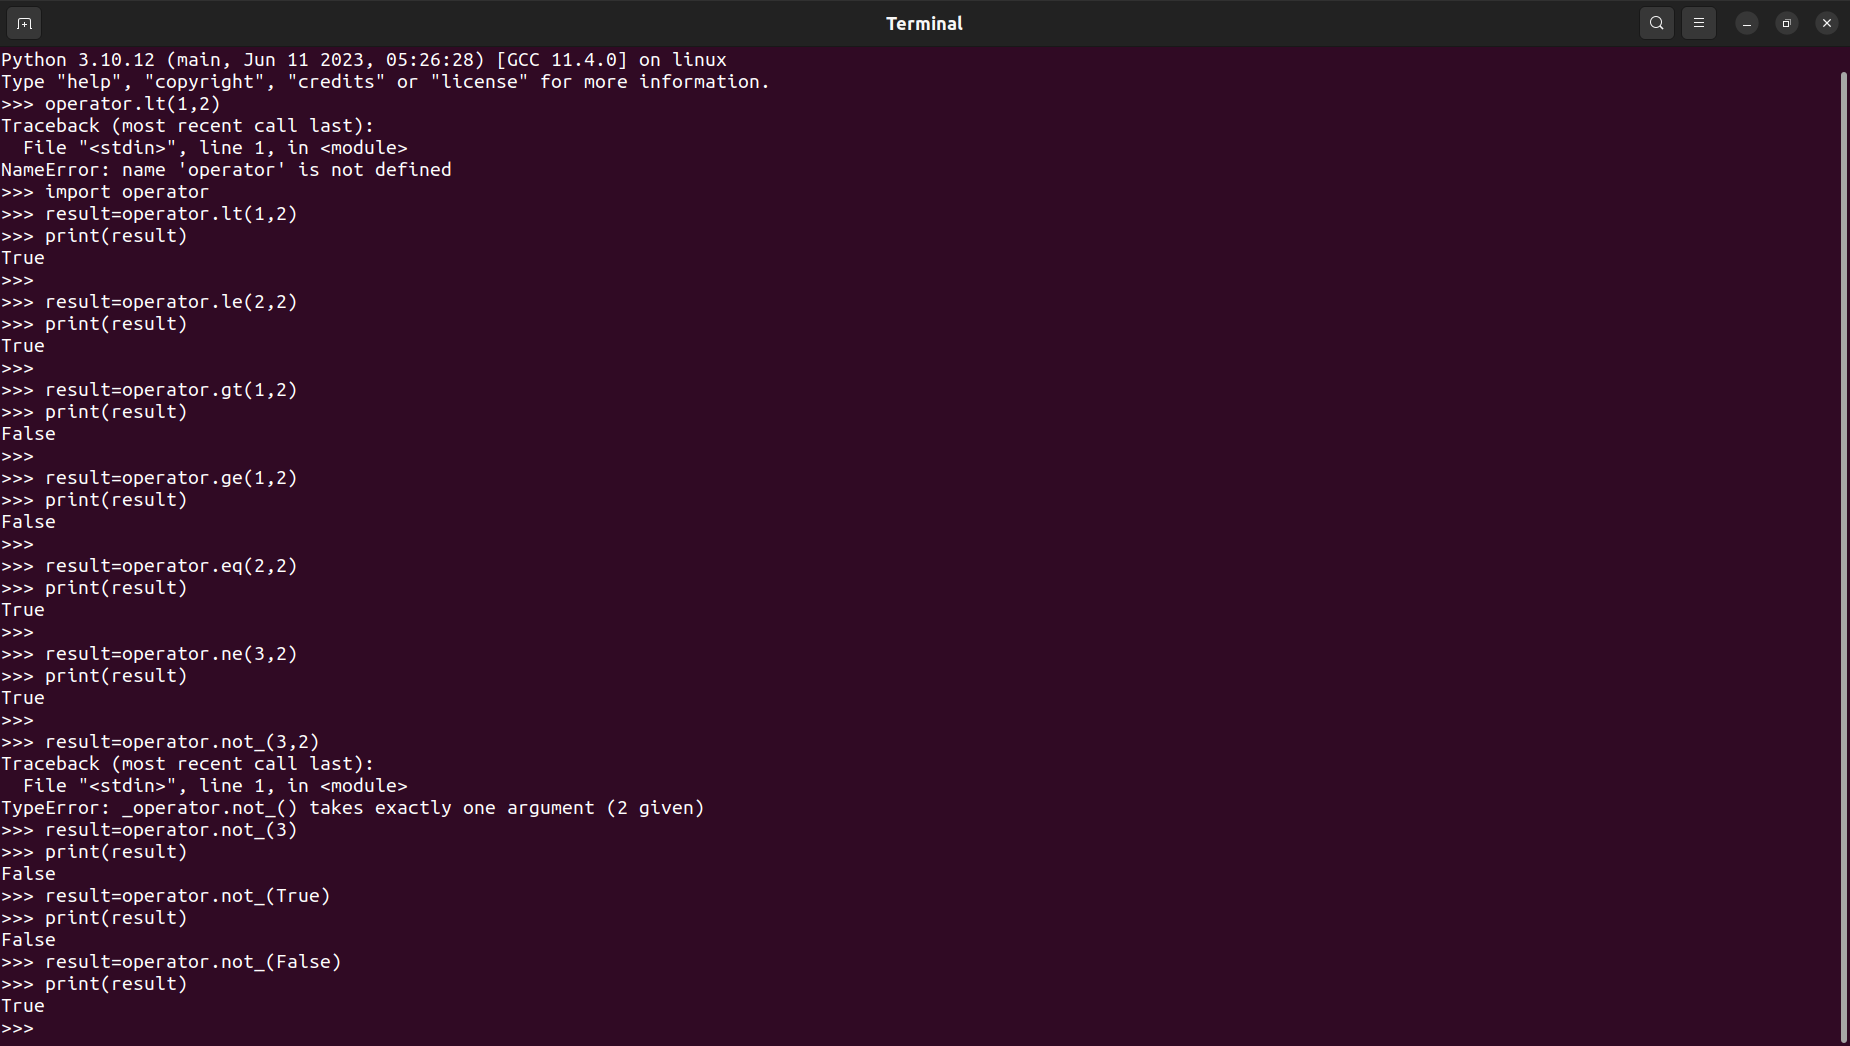 Terminal
Python 3.10.12 (main, Jun 11 2023, 05:26:28) [GCC 11.4.0] on linux
Type "help", "copyright", "credits" or "license" for more information.
>>> operator.lt(1,2)
Traceback (most recent call last):
  File "<stdin>", line 1, in <module>
NameError: name 'operator' is not defined
>>> import operator
>>> result=operator.lt(1,2)
>>> print(result)
True
>>>
>>> result=operator.le(2,2)
>>> print(result)
True
>>>
>>> result=operator.gt(1,2)
>>> print(result)
False
>>>
>>> result=operator.ge(1,2)
>>> print(result)
False
>>>
>>> result=operator.eq(2,2)
>>> print(result)
True
>>>
>>> result=operator.ne(3,2)
>>> print(result)
True
>>>
>>> result=operator.not_(3,2)
Traceback (most recent call last):
  File "<stdin>", line 1, in <module>
TypeError: _operator.not_() takes exactly one argument (2 given)
>>> result=operator.not_(3)
>>> print(result)
False
>>> result=operator.not_(True)
>>> print(result)
False
>>> result=operator.not_(False)
>>> print(result)
True
>>>